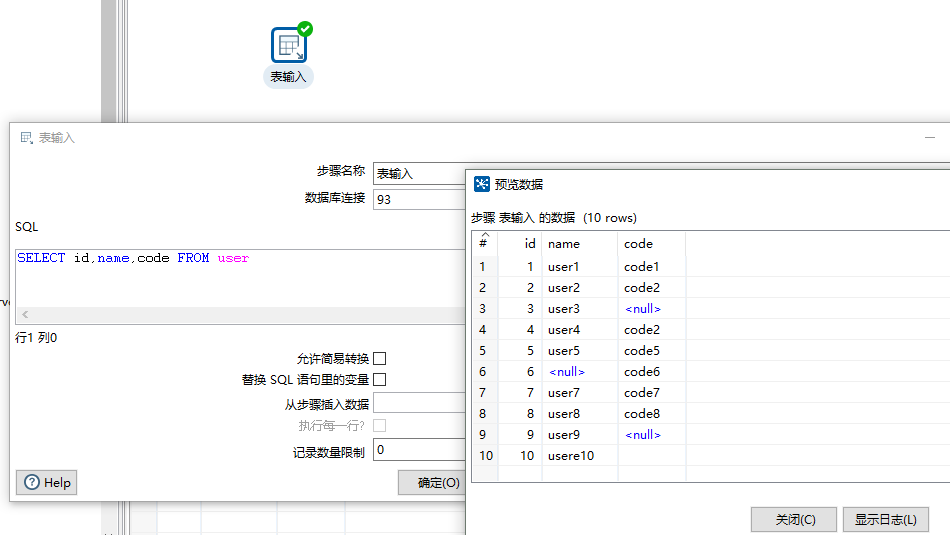 表输入
表输入
步骤名称 表输入
数据库连接 93
SQL
SELECT id,name,code FROM user
行1 列0
允许简易转换
替换 SQL 语句里的变量
从步骤插入数据
执行每一行?
记录数量限制 0
Help
确定(O)
预览数据
步骤 表输入 的数据 (10 rows)
# id name code
1 1 user1 code1
2 2 user2 code2
3 3 user3 <null>
4 4 user4 code2
5 5 user5 code5
6 6 <null> code6
7 7 user7 code7
8 8 user8 code8
9 9 user9 <null>
10 10 usere10
关闭(C) 显示日志(L)